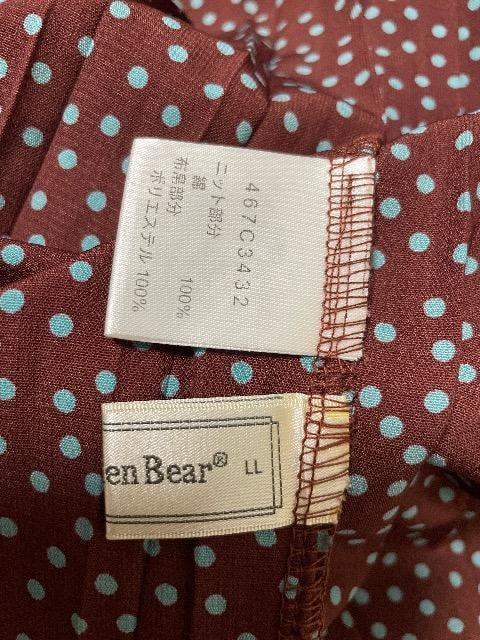 467C3432
ニット部分
綿 100%
布帛部分
ポリエステル 100%
en Bear® LL